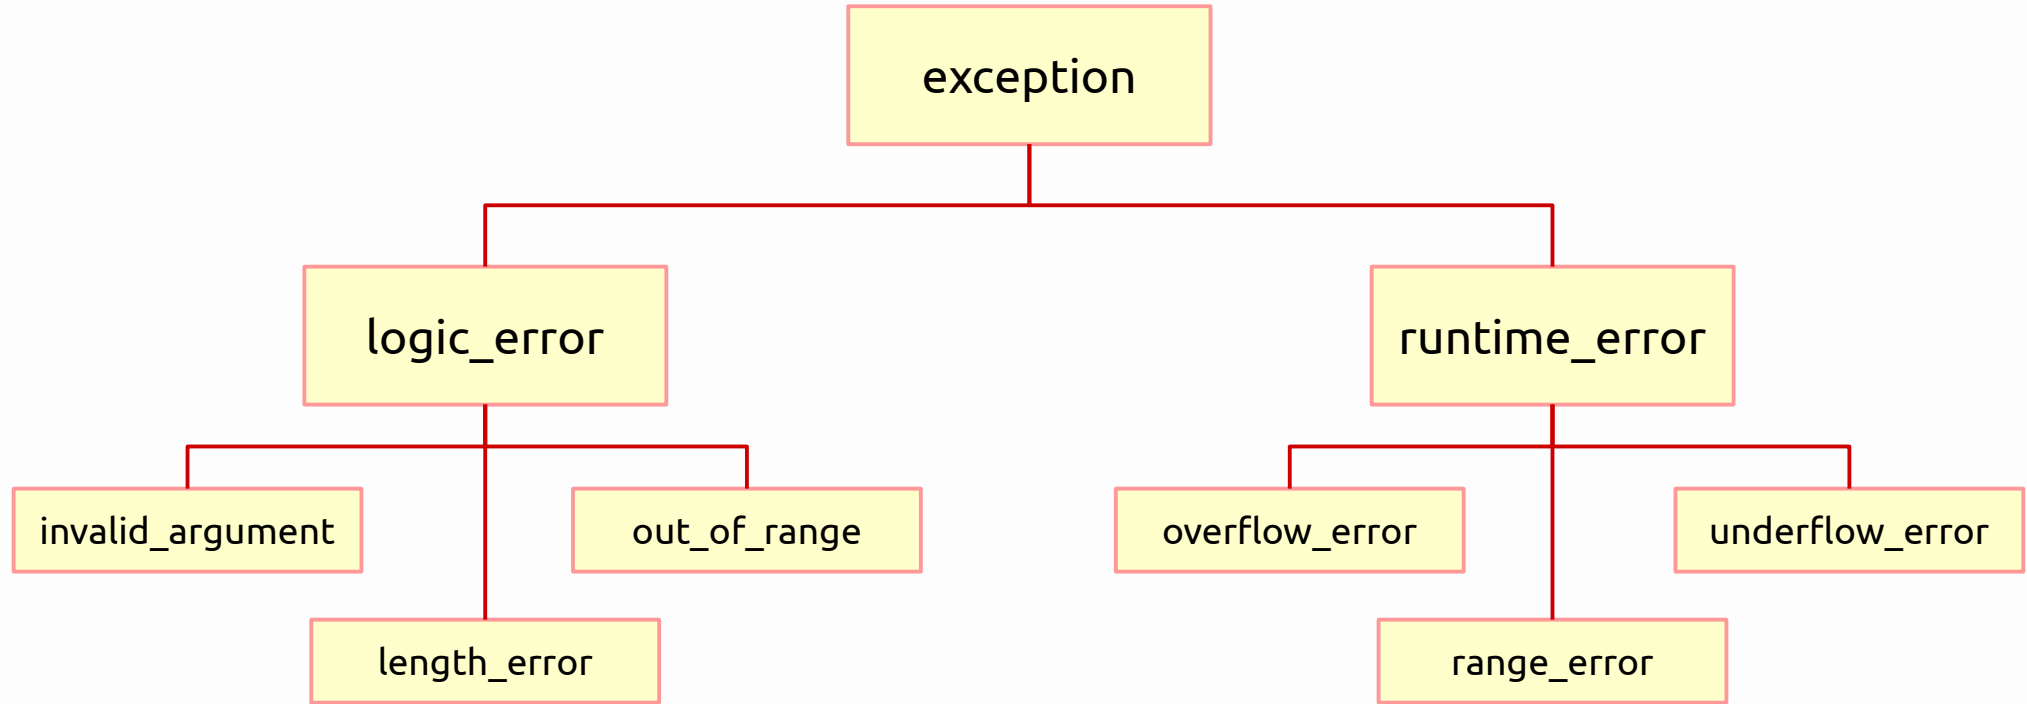 exception
logic_error
runtime_error
invalid_argument
out_of_range
overflow_error
underflow_error
length_error
range_error